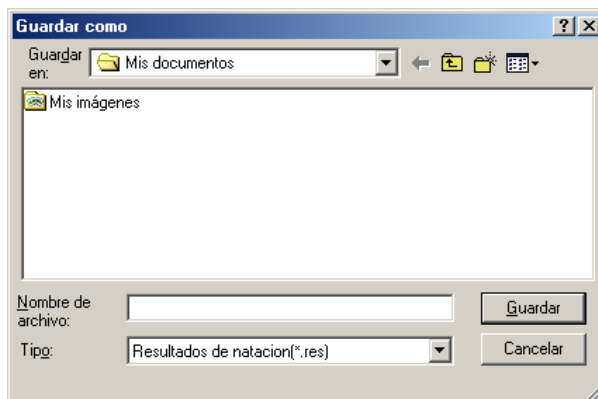 Guardar como
Guardar
en:
Mis documentos
Mis imágenes
Nombre de
archivo:
Guardar
Tipo:
Resultados de natacion(*.res)
Cancelar